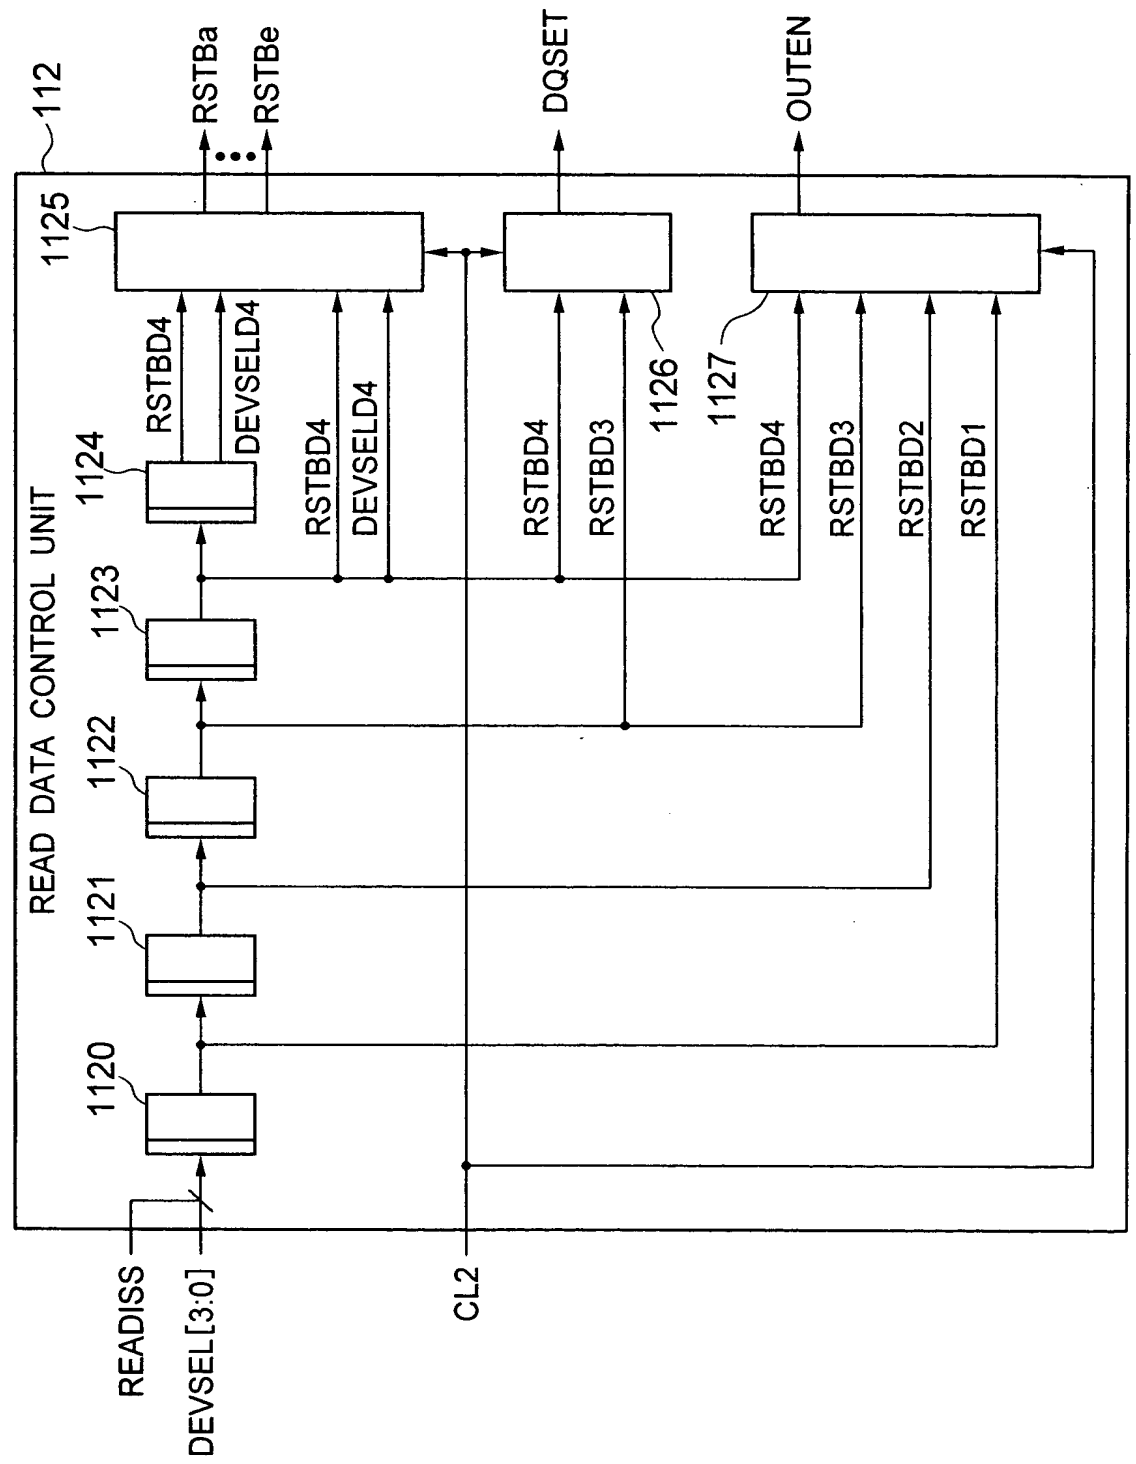 READ DATA CONTROL UNIT
112
READISS
DEVSEL[3:0]
CL2
1120
1121
1122
1123
1124
1125
RSTBD4
DEVSELD4
RSTBD4
DEVSELD4
RSTBa
RSTBe
RSTBD4
RSTBD3
1126
DQSET
1127
RSTBD4
RSTBD3
RSTBD2
RSTBD1
OUTEN